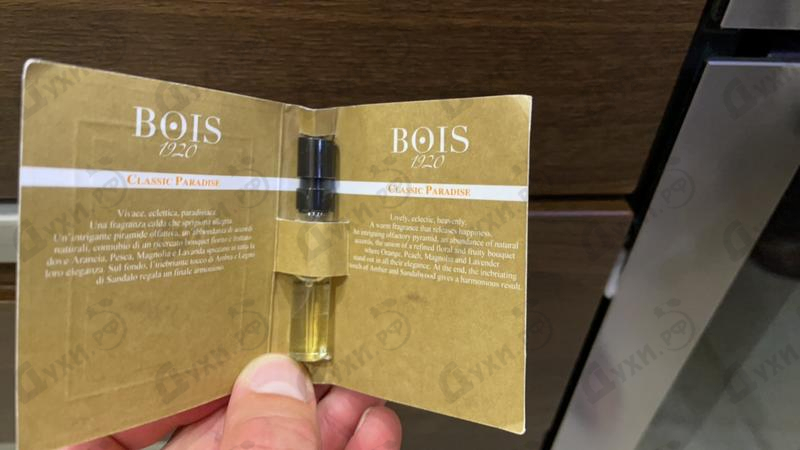 BOIS
1920
CLASSIC PARADISE
Vivace, eclettica, paradisiaca
Una fragranza calda che sprigiona allegria.
Un'intrigante piramide olfattiva, un'abbondanza di accordi
naturali, connubio di un ricercato bouquet fiorito e fruttato
dove Arancia, Pesca, Magnolia e Lavanda spiccano in tutta la
loro eleganza. Sul fondo, l'inebriante tocco di Ambra e Legno
di Sandalo regala un finale armonioso.
BOIS
1920
CLASSIC PARADISE
Lively, eclectic, heavenly.
A warm fragrance that releases happiness.
An intriguing olfactory pyramid, an abundance of natural
accords, the union of a refined floral and fruity bouquet
where Orange, Peach, Magnolia and Lavender
stand out in all their elegance. At the end, the inebriating
touch of Amber and Sandalwood gives a harmonious result.
Духи.РФ